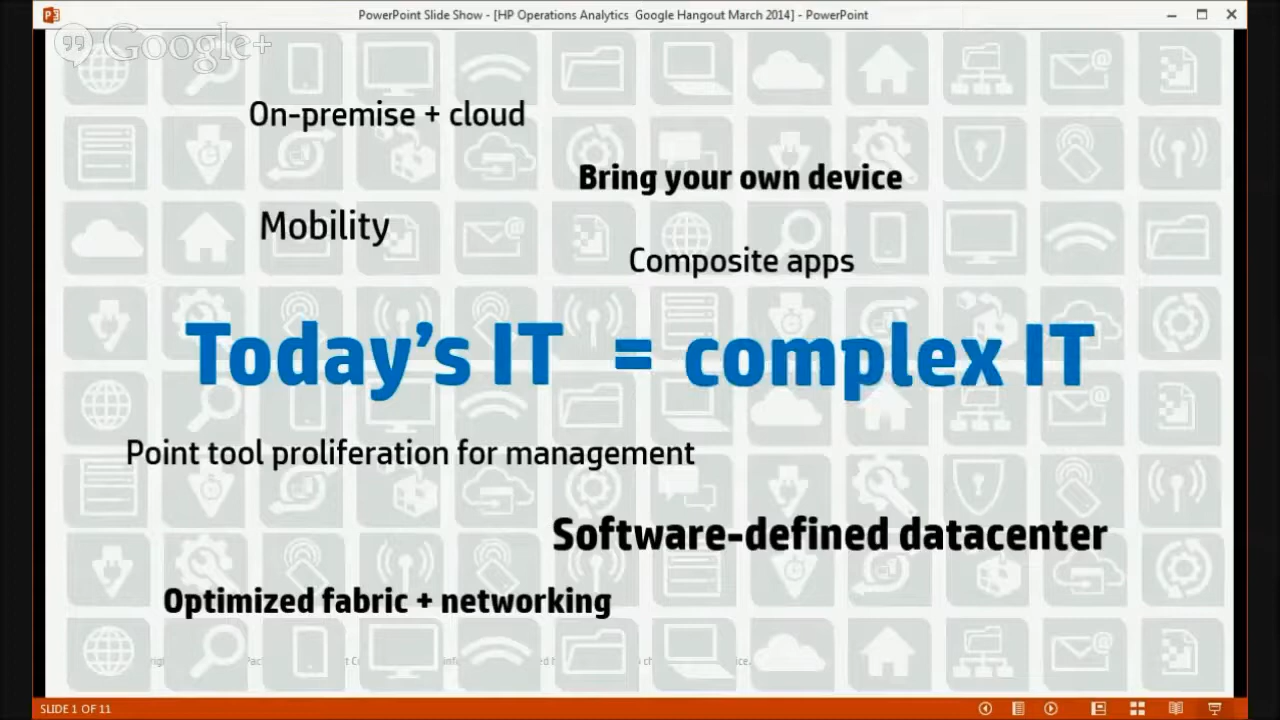 PowerPoint Slide Show - [HP Operations Analytics Google Hangout March 2014] - PowerPoint
Google+
On-premise + cloud
Bring your own device
Mobility
Composite apps
Today’s IT = complex IT
Point tool proliferation for management
Software-defined datacenter
Optimized fabric + networking
SLIDE 1 OF 11